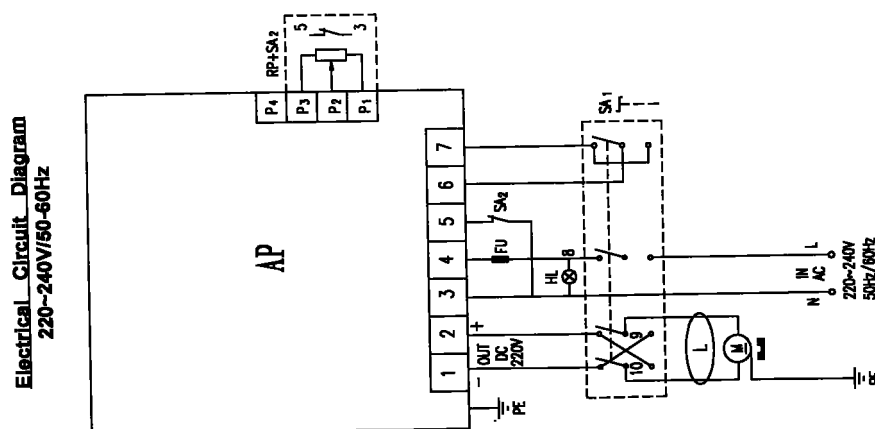 Electrical Circuit Diagram
220~240V/50-60Hz
AP
RP+SA2
5
3
P4
P3
P2
P1
1
2
3
4
5
6
7
-
+
OUT
DC
220V
PE
HL
FU
8
SA2
SA1
10
9
L
M
PE
N
IN
AC
L
220~240V
50Hz/60Hz